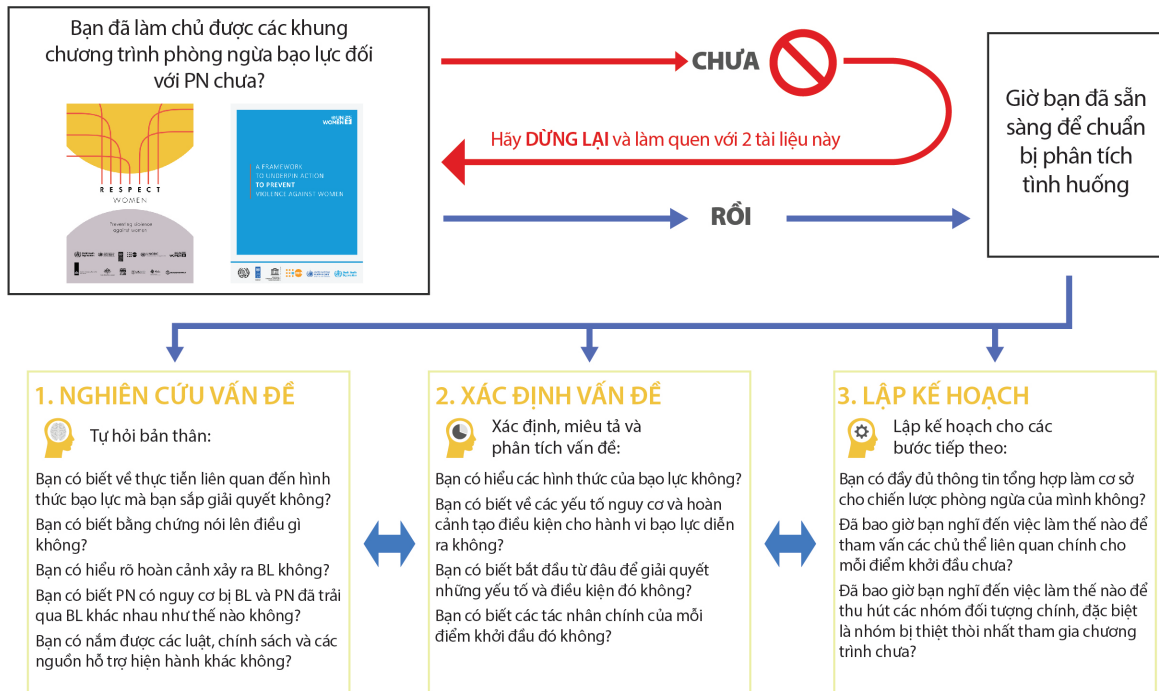 Bạn đã làm chủ được các khung
chương trình phòng ngừa bạo lực đối
với PN chưa?
RESPECT
WOMEN
Preventing violence
against women
UN
WOMEN
A FRAMEWORK
TO UNDERPIN ACTION
TO PREVENT
VIOLENCE AGAINST WOMEN
CHƯA
Hãy DỪNG LẠI và làm quen với 2 tài liệu này
RỒI
Giờ bạn đã sẵn
sàng để chuẩn
bị phân tích
tình huống
1. NGHIÊN CỨU VẤN ĐỀ
Tự hỏi bản thân:
Bạn có biết về thực tiễn liên quan đến hình
thức bạo lực mà bạn sắp giải quyết không?
Bạn có biết bằng chứng nói lên điều gì
không?
Bạn có hiểu rõ hoàn cảnh xảy ra BL không?
Bạn có biết PN có nguy cơ bị BL và PN đã trải
qua BL khác nhau như thế nào không?
Bạn có nắm được các luật, chính sách và các
nguồn hỗ trợ hiện hành khác không?
2. XÁC ĐỊNH VẤN ĐỀ
Xác định, miêu tả và
phân tích vấn đề:
Bạn có hiểu các hình thức của bạo lực không?
Bạn có biết về các yếu tố nguy cơ và hoàn
cảnh tạo điều kiện cho hành vi bạo lực diễn
ra không?
Bạn có biết bắt đầu từ đâu để giải quyết
những yếu tố và điều kiện đó không?
Bạn có biết các tác nhân chính của mỗi
điểm khởi đầu đó không?
3. LẬP KẾ HOẠCH
Lập kế hoạch cho các
bước tiếp theo:
Bạn có đầy đủ thông tin tổng hợp làm cơ sở
cho chiến lược phòng ngừa của mình không?
Đã bao giờ bạn nghĩ đến việc làm thế nào để
tham vấn các chủ thể liên quan chính cho
mỗi điểm khởi đầu chưa?
Đã bao giờ bạn nghĩ đến việc làm thế nào để
thu hút các nhóm đối tượng chính, đặc biệt
là nhóm bị thiệt thòi nhất tham gia chương
trình chưa?